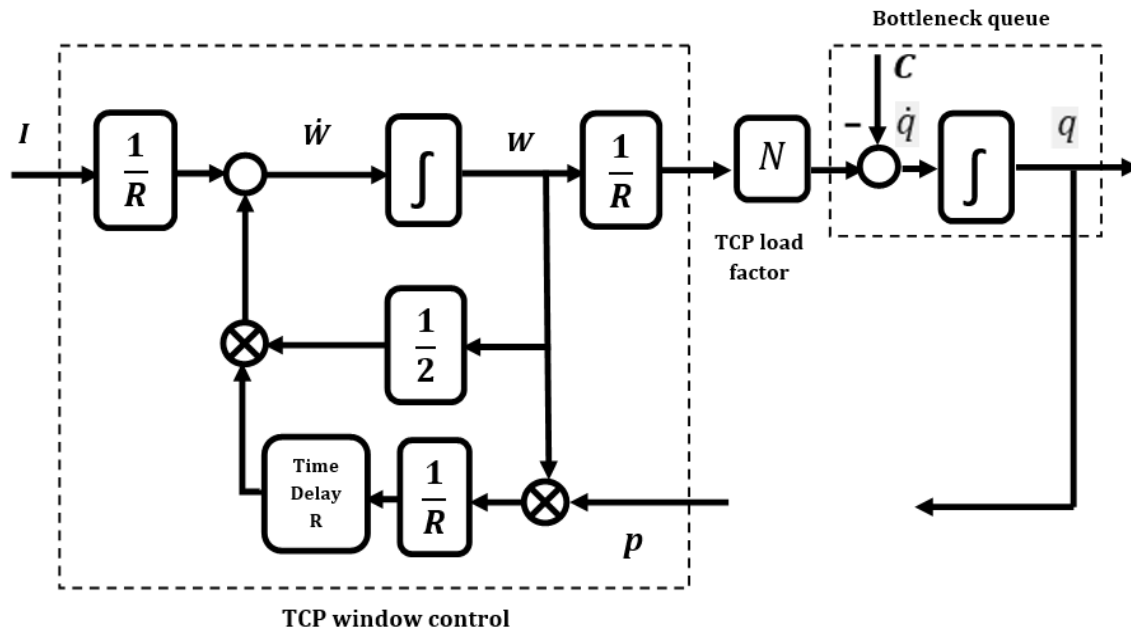 Bottleneck queue
C
I
1
R
Ẇ
∫
W
1
R
N
−
q̇
∫
q
TCP load
factor
1
2
Time
Delay
R
1
R
p
TCP window control